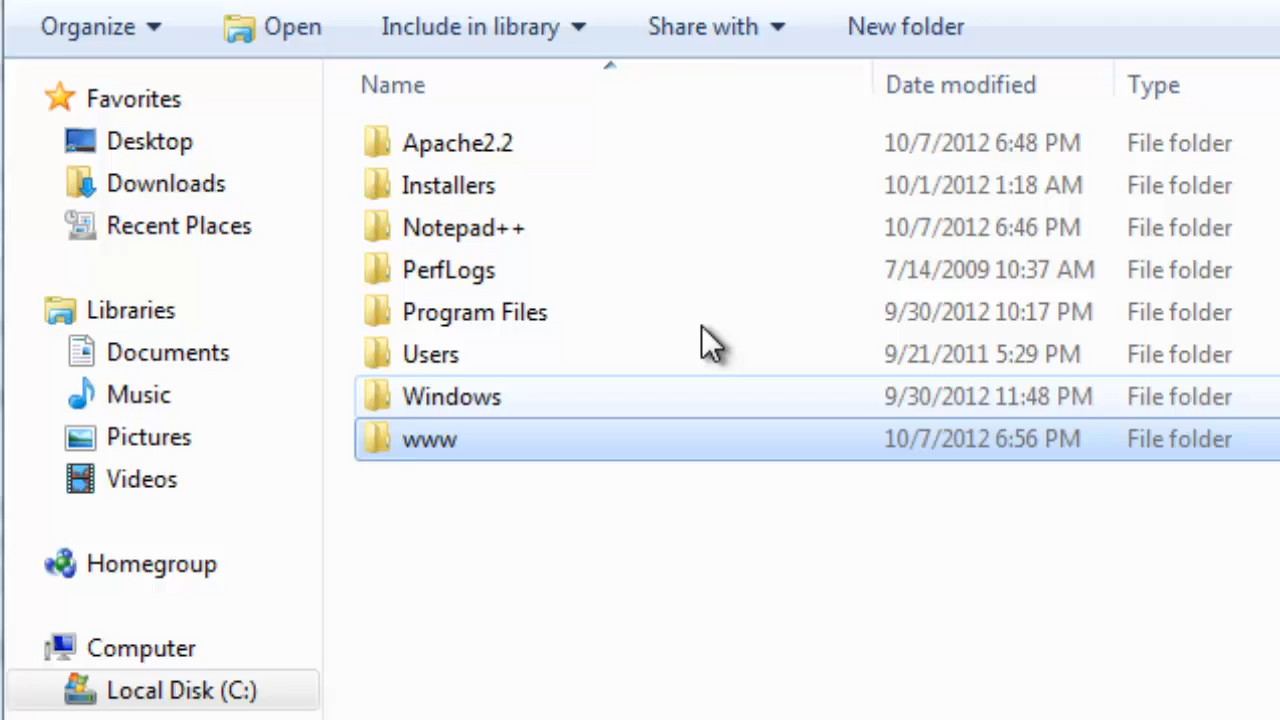 Organize Open Include in library Share with New folder
Favorites
Desktop
Downloads
Recent Places
Libraries
Documents
Music
Pictures
Videos
Homegroup
Computer
Local Disk (C:)
Name Date modified Type
Apache2.2 10/7/2012 6:48 PM File folder
Installers 10/1/2012 1:18 AM File folder
Notepad++ 10/7/2012 6:46 PM File folder
PerfLogs 7/14/2009 10:37 AM File folder
Program Files 9/30/2012 10:17 PM File folder
Users 9/21/2011 5:29 PM File folder
Windows 9/30/2012 11:48 PM File folder
www 10/7/2012 6:56 PM File folder